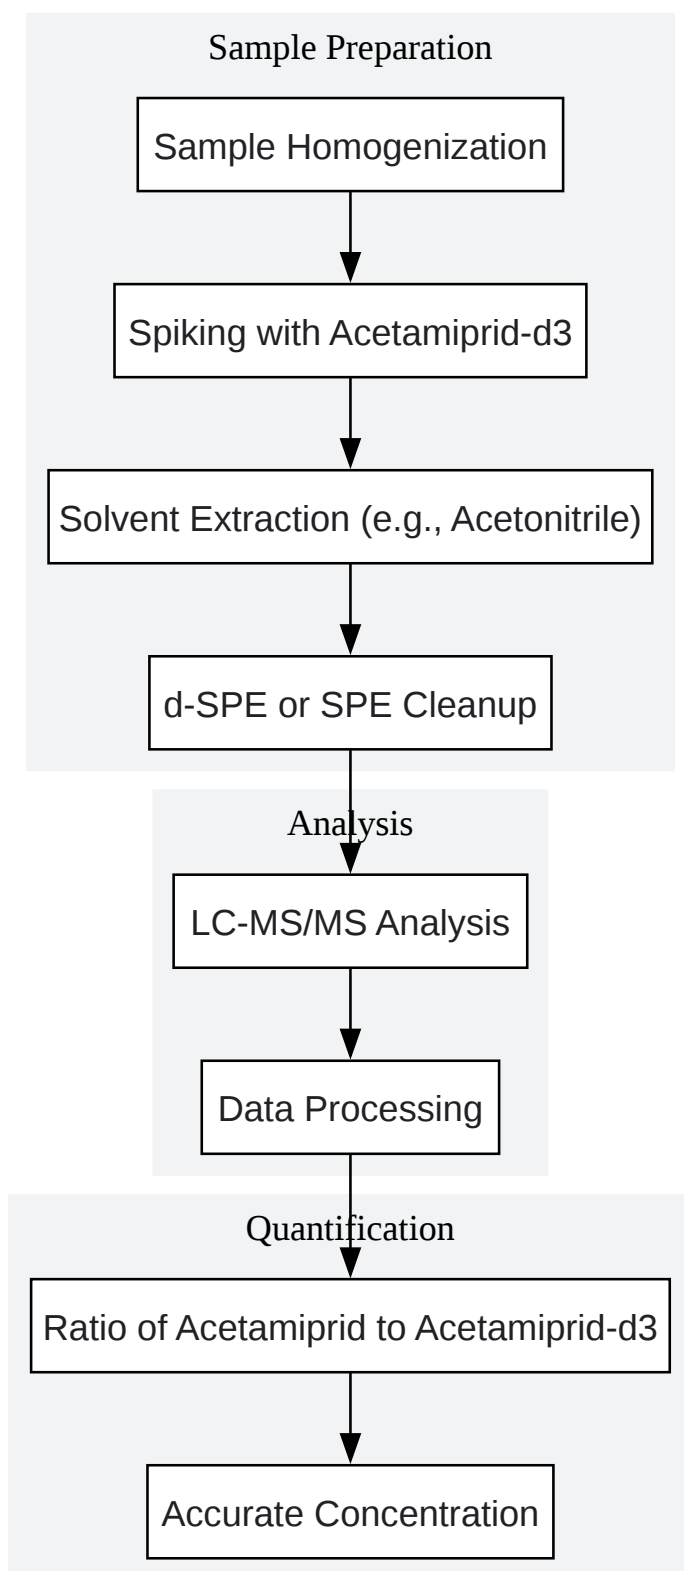 Sample Preparation
Sample Homogenization
Spiking with Acetamiprid-d3
Solvent Extraction (e.g., Acetonitrile)
d-SPE or SPE Cleanup
Analysis
LC-MS/MS Analysis
Data Processing
Quantification
Ratio of Acetamiprid to Acetamiprid-d3
Accurate Concentration